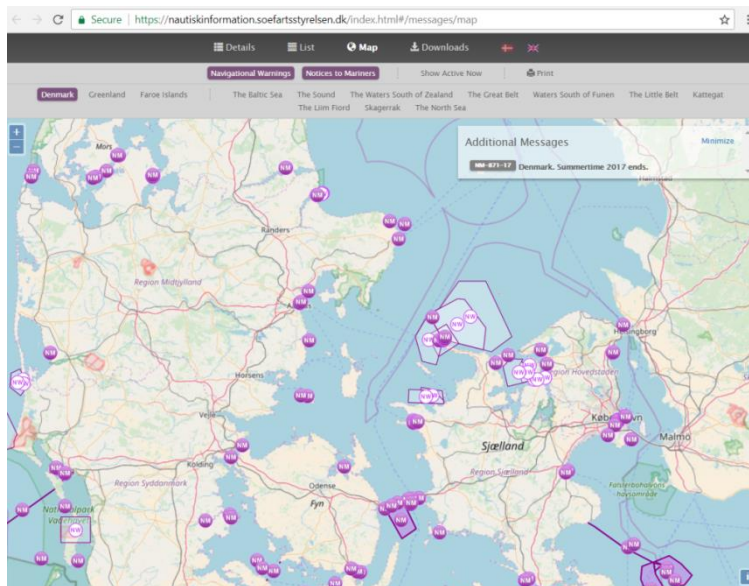 Secure | https://nautiskinformation.soefartsstyrelsen.dk/index.html#/messages/map
Details List Map Downloads
Navigational Warnings Notices to Mariners Show Active Now Print
Denmark Greenland Faroe Islands The Baltic Sea The Sound The Waters South of Zealand The Great Belt Waters South of Funen The Little Belt Kattegat
The Liim Fiord Skagerrak The North Sea
+
−
Additional Messages Minimize
NM-871-17 Denmark. Summertime 2017 ends.
Mors
NM
Randers
Region Midtjylland
NW
Helsingborg
Horsens
Region Hovedstaden
Vejle
Sjælland
Malmö
Kolding
Region Sjælland
Region Syddanmark
Odense
Fyn
Falsterbohalvöns
havsområde